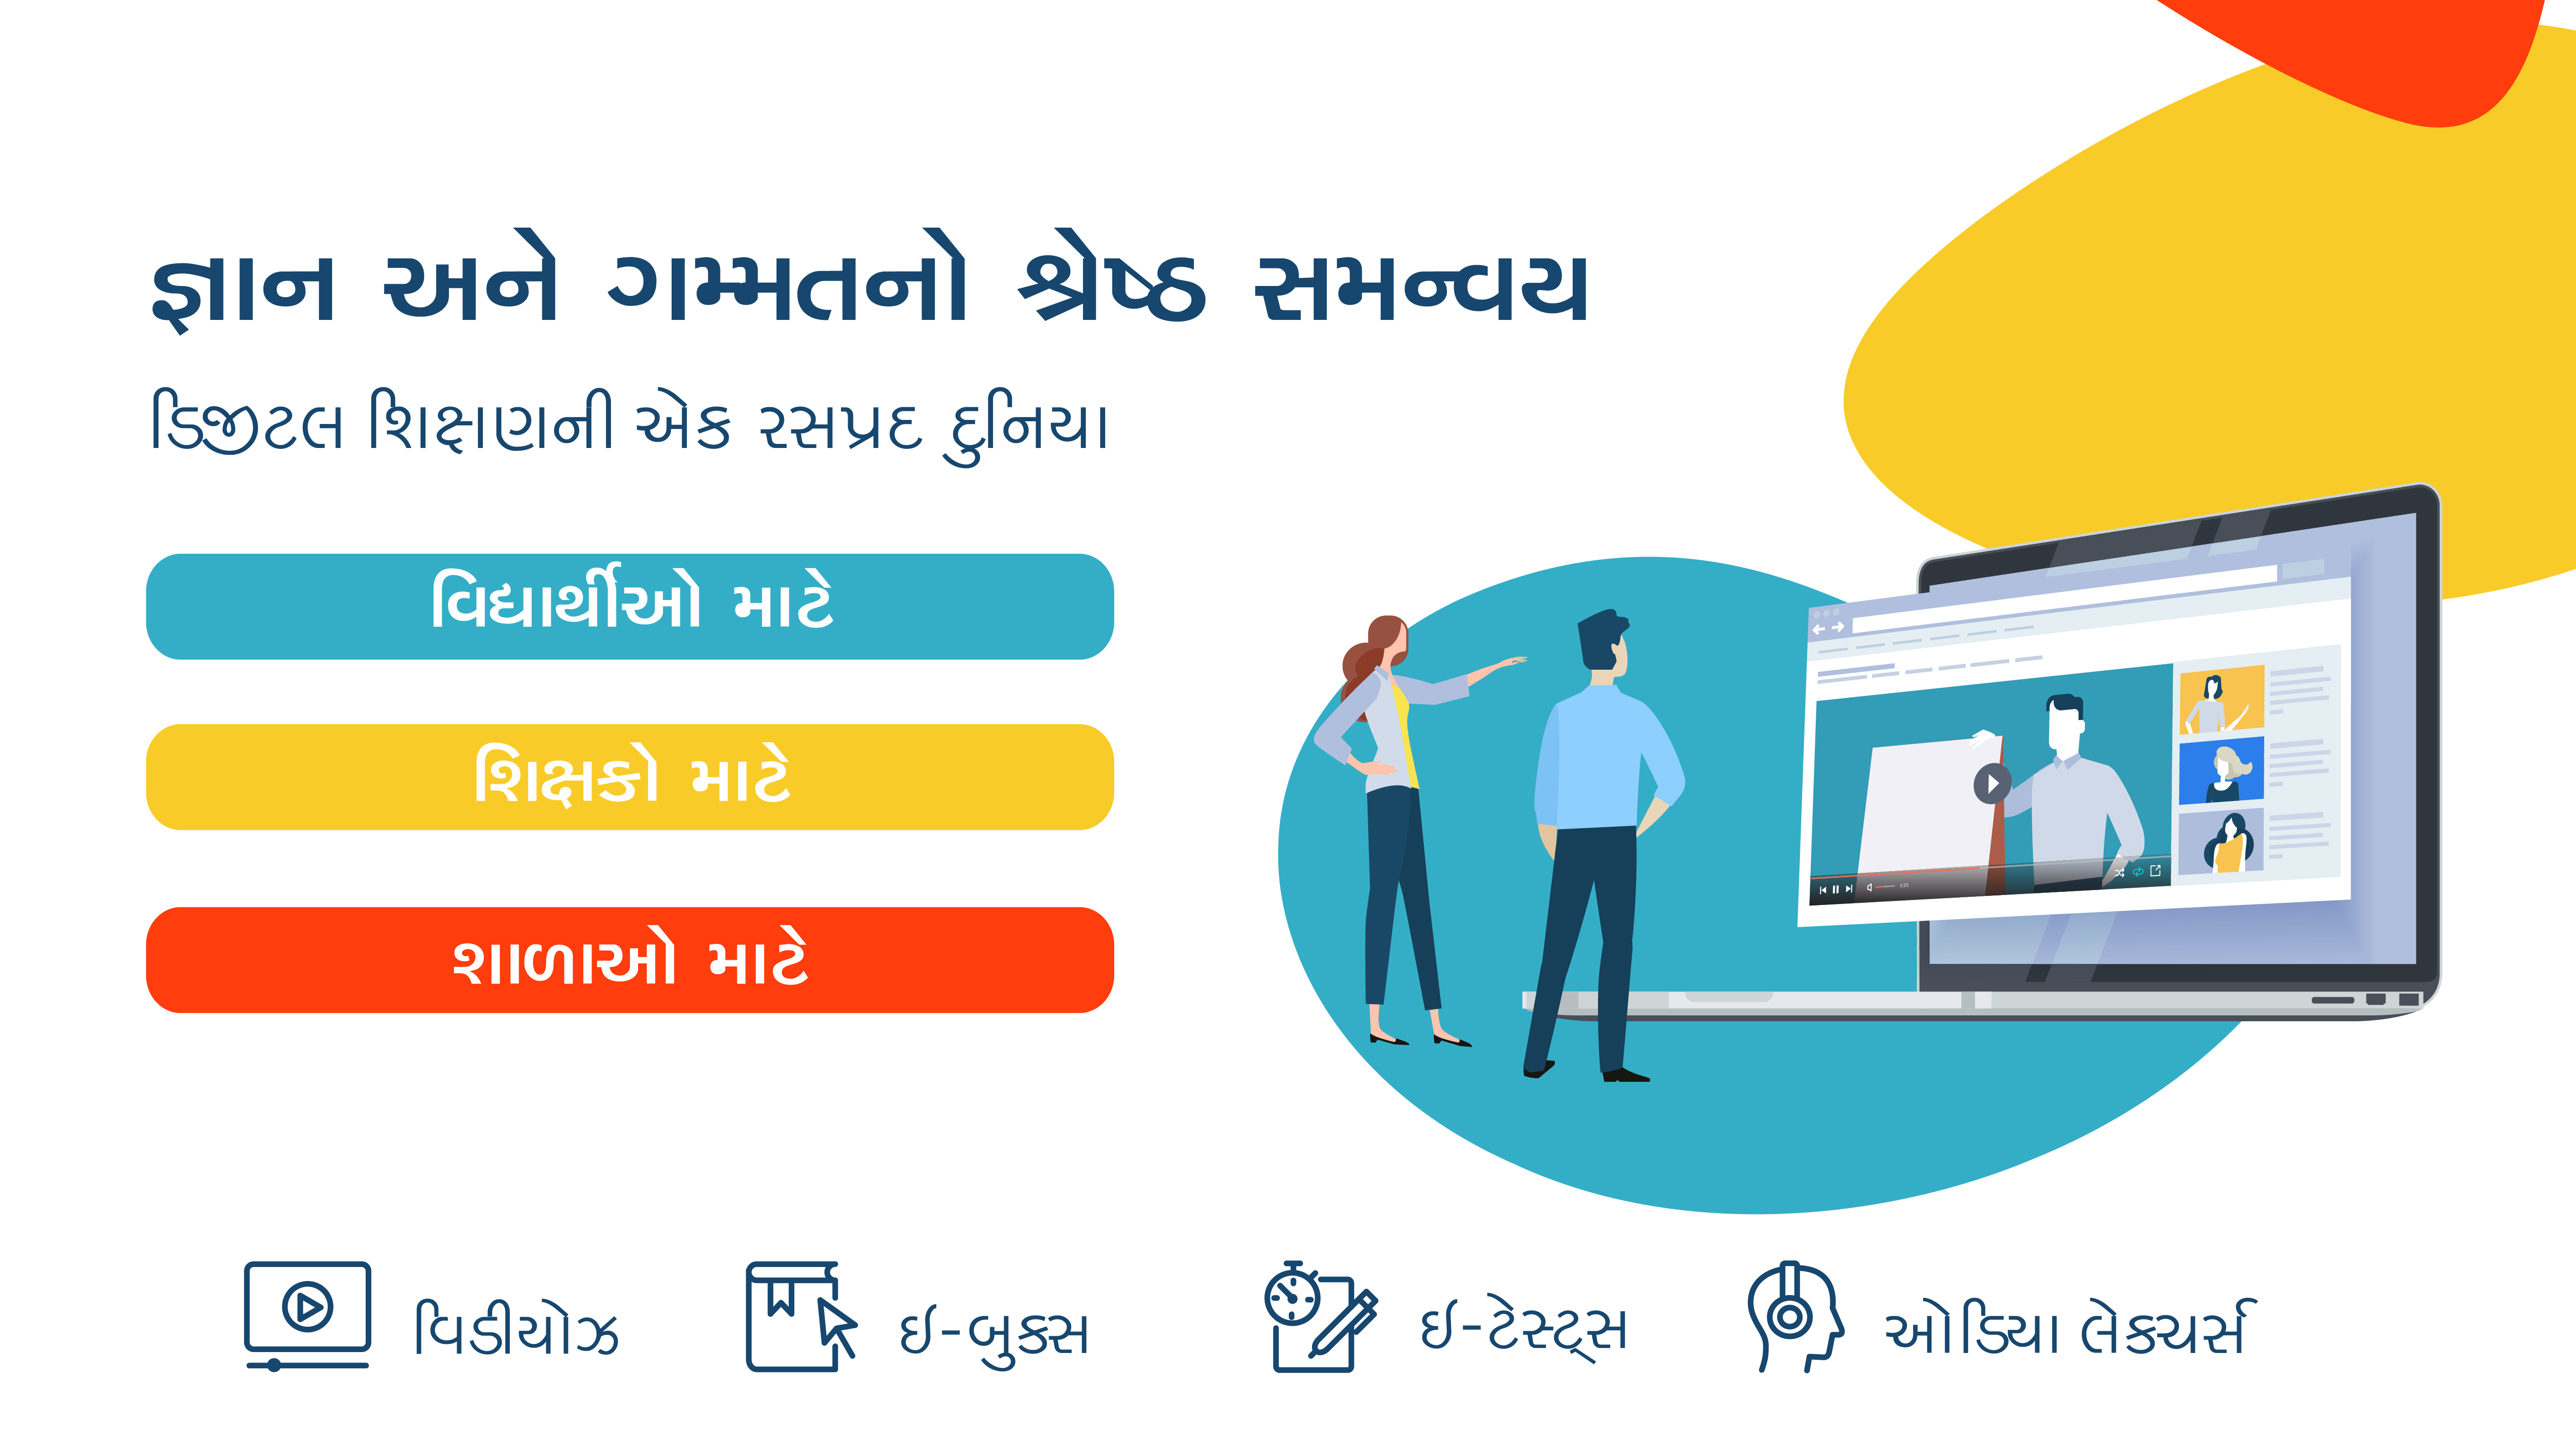 જ્ઞાન અને ગમ્મતનો શ્રેષ્ઠ સમન્વય
ડિજીટલ શિક્ષણની એક રસપ્રદ દુનિયા
વિદ્યાર્થીઓ માટે
શિક્ષકો માટે
શાળાઓ માટે
વિડીયોઝ
ઈ-બુક્સ
ઈ-ટેસ્ટ્સ
ઓડિયા લેક્ચર્સ